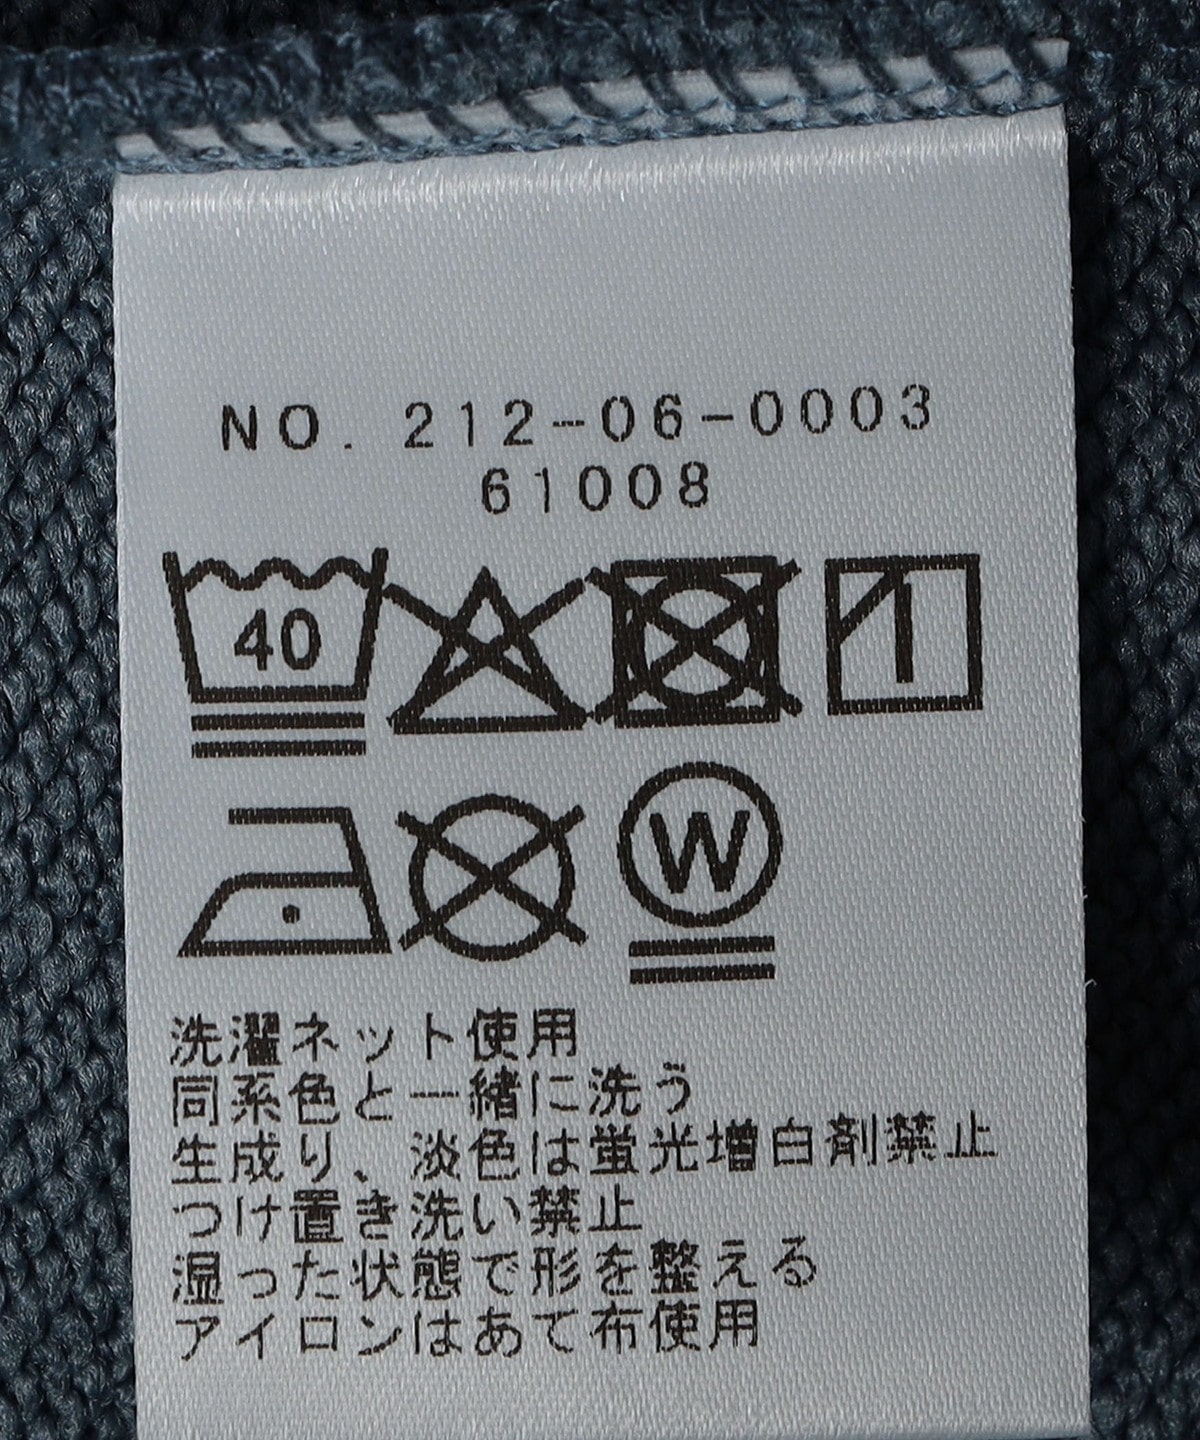 NO. 212-06-0003
61008
40
W
洗濯ネット使用
同系色と一緒に洗う
生成り、淡色は蛍光増白剤禁止
つけ置き洗い禁止
湿った状態で形を整える
アイロンはあて布使用